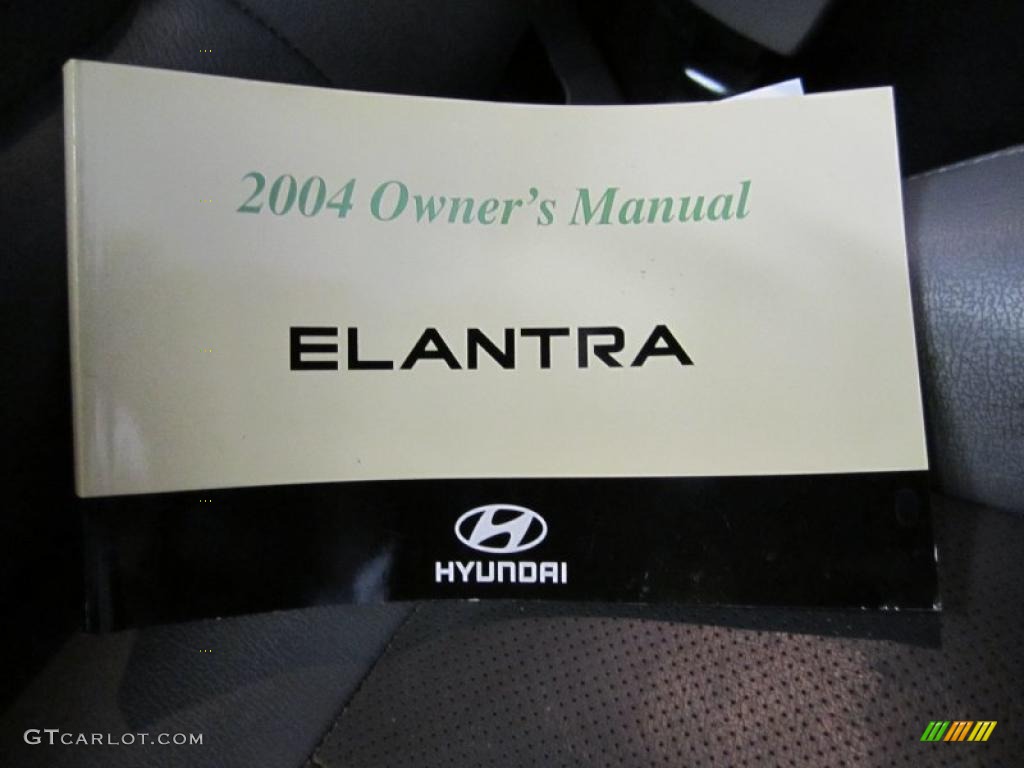 2004 Owner's Manual
ELANTRA
HYUNDAI
GTCARLOT.COM